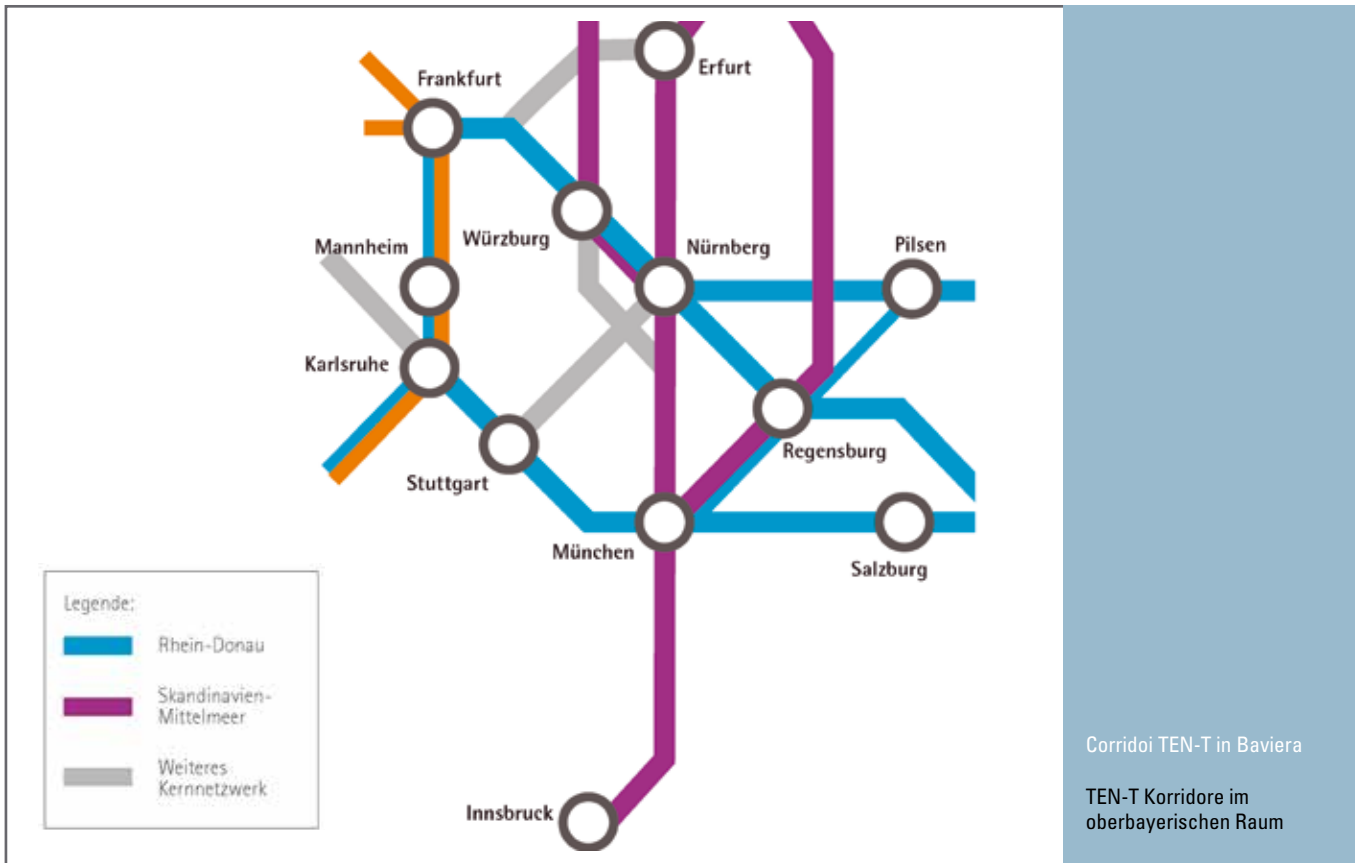 Erfurt
Frankfurt
Würzburg
Mannheim
Nürnberg
Pilsen
Karlsruhe
Stuttgart
Regensburg
München
Salzburg
Legende:
Rhein-Donau
Skandinavien-
Mittelmeer
Weiteres
Kernnetzwerk
Innsbruck
Corridoi TEN-T in Baviera
TEN-T Korridore im
oberbayerischen Raum